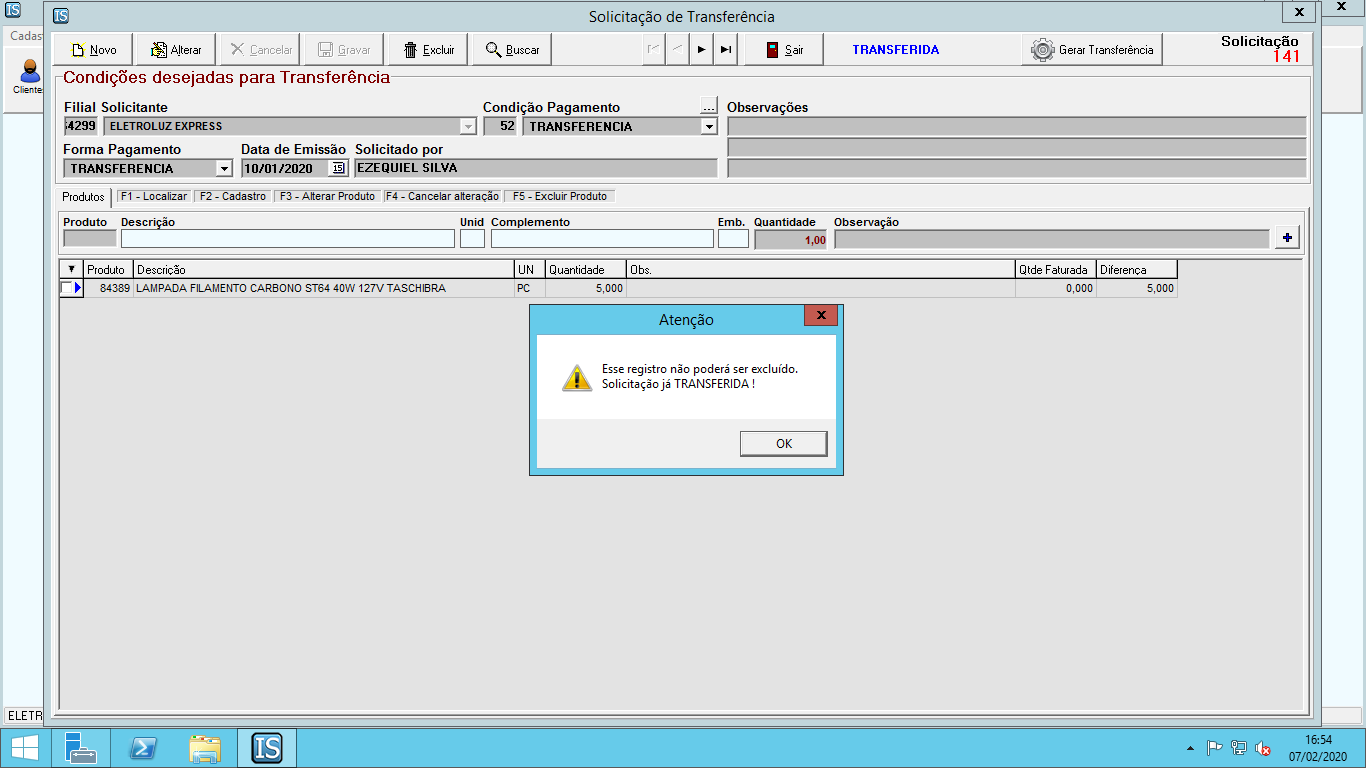 IS
IS
Solicitação de Transferência
X
X
Cadas
Novo
Alterar
Cancelar
Gravar
Excluir
Buscar
Sair
TRANSFERIDA
Gerar Transferência
Solicitação
141
Cliente
Condições desejadas para Transferência
Filial Solicitante
Condição Pagamento
...
Observações
4299
ELETROLUZ EXPRESS
52
TRANSFERENCIA
Forma Pagamento
Data de Emissão
Solicitado por
TRANSFERENCIA
10/01/2020
15
EZEQUIEL SILVA
Produtos
F1 - Localizar
F2 - Cadastro
F3 - Alterar Produto
F4 - Cancelar alteração
F5 - Excluir Produto
Produto
Descrição
Unid
Complemento
Emb.
Quantidade
Observação
1,00
+
Produto
Descrição
UN
Quantidade
Obs.
Qtde Faturada
Diferença
84389
LAMPADA FILAMENTO CARBONO ST64 40W 127V TASCHIBRA
PC
5,000
0,000
5,000
Atenção
x
Esse registro não poderá ser excluído.
Solicitação já TRANSFERIDA !
OK
ELETR
IS
16:54
07/02/2020